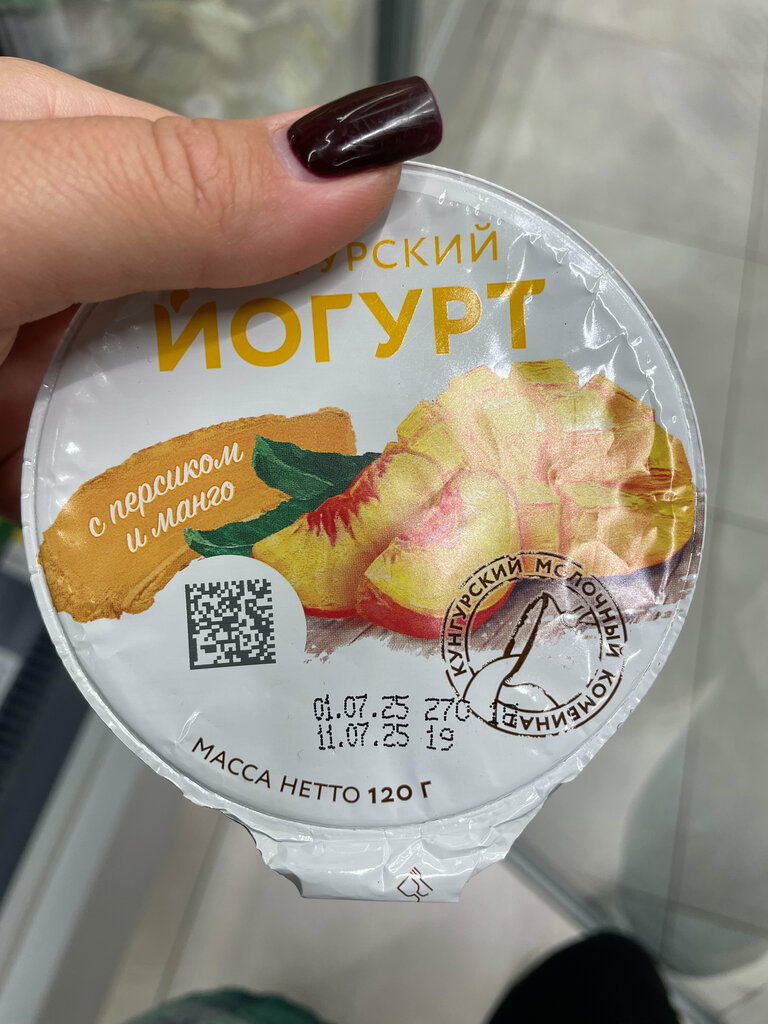 УРСКИЙ
ЙОГУРТ
с персиком
и манго
КУНГУРСКИЙ МОЛОЧНЫЙ КОМБИНАТ
01.07.25 270
11.07.25 19
МАССА НЕТТО 120 Г